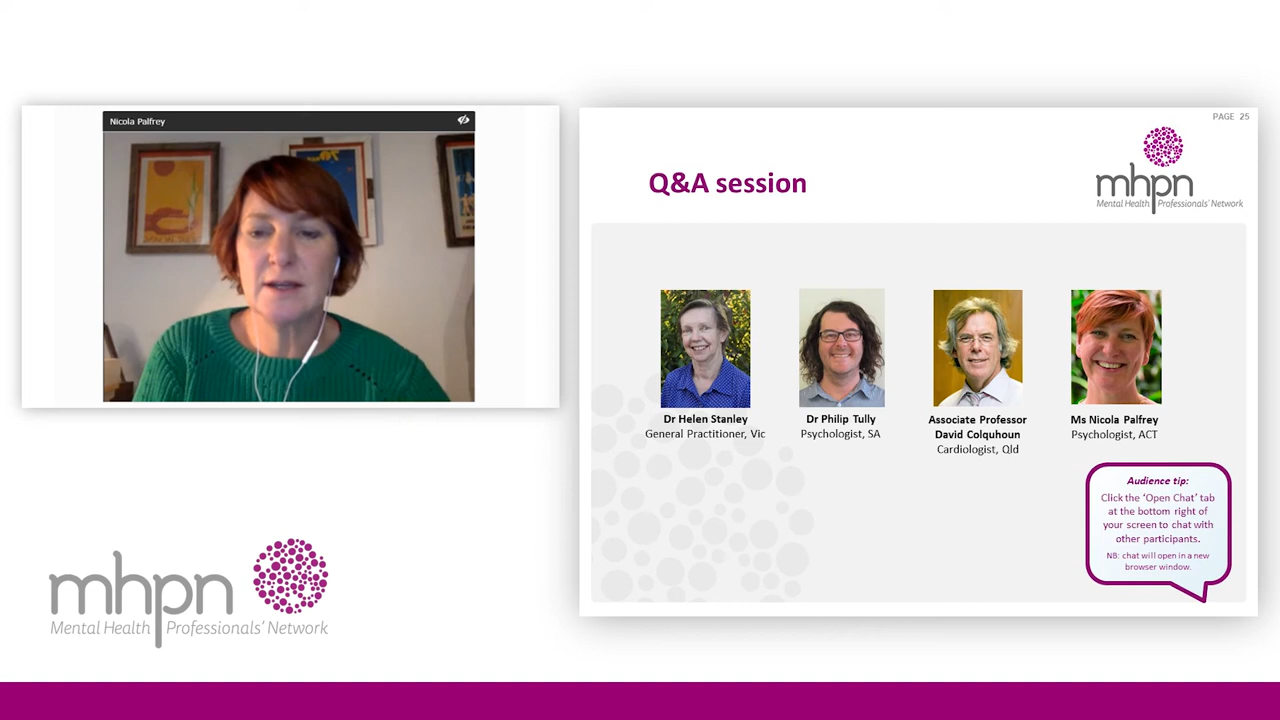 Nicola Palfrey
PAGE 25
Q&A session
mhpn
Mental Health Professionals' Network
Dr Helen Stanley
General Practitioner, Vic
Dr Philip Tully
Psychologist, SA
Associate Professor
David Colquhoun
Cardiologist, Qld
Ms Nicola Palfrey
Psychologist, ACT
Audience tip:
Click the 'Open Chat' tab
at the bottom right of
your screen to chat with
other participants.
NB: chat will open in a new
browser window.
mhpn
Mental Health Professionals' Network